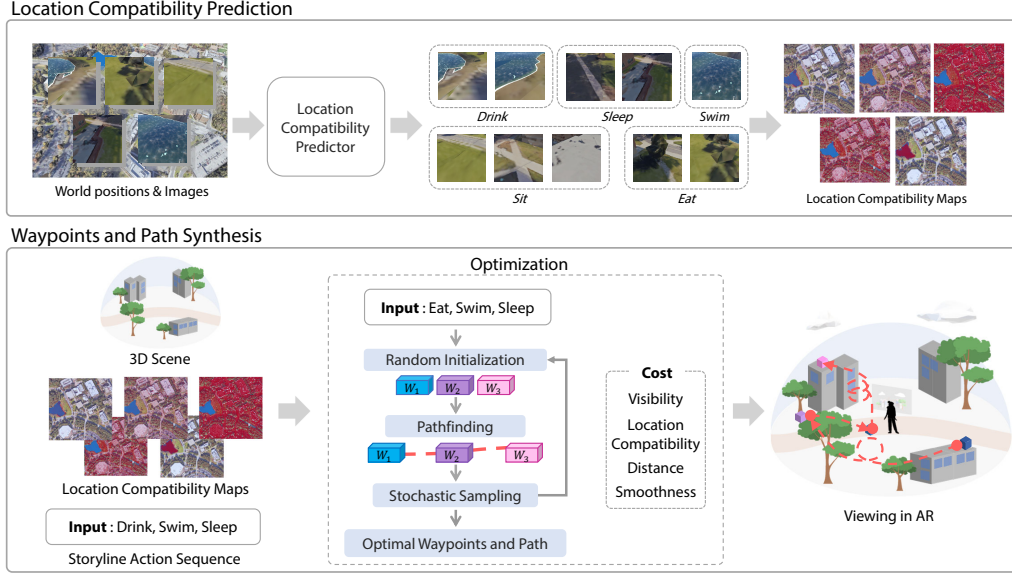 Location Compatibility Prediction
World positions & Images
Location
Compatibility
Predictor
Drink
Sleep
Swim
Sit
Eat
Location Compatibility Maps
Waypoints and Path Synthesis
3D Scene
Location Compatibility Maps
Input : Drink, Swim, Sleep
Storyline Action Sequence
Optimization
Input : Eat, Swim, Sleep
Random Initialization
W1 W2 W3
Pathfinding
W1 W2 W3
Stochastic Sampling
Optimal Waypoints and Path
Cost
Visibility
Location
Compatibility
Distance
Smoothness
Viewing in AR